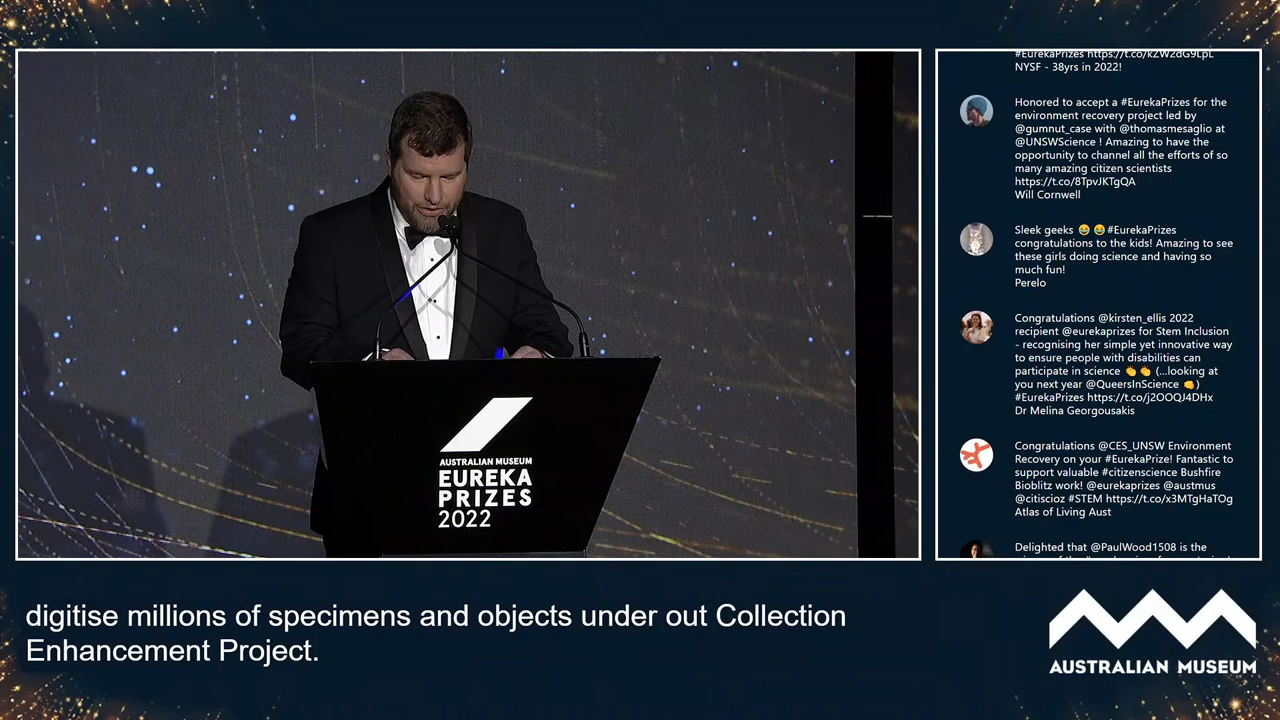 AUSTRALIAN MUSEUM
EUREKA
PRIZES
2022
#EurekaPrizes https://t.co/kZW2dG9LpL
NYSF - 38yrs in 2022!
Honored to accept a #EurekaPrizes for the
environment recovery project led by
@gumnut_case with @thomasmesaglio at
@UNSWScience ! Amazing to have the
opportunity to channel all the efforts of so
many amazing citizen scientists
https://t.co/8TpvJKTgQA
Will Cornwell
Sleek geeks 😂 😂 #EurekaPrizes
congratulations to the kids! Amazing to see
these girls doing science and having so
much fun!
Perelo
Congratulations @kirsten_ellis 2022
recipient @eurekaprizes for Stem Inclusion
- recognising her simple yet innovative way
to ensure people with disabilities can
participate in science 👏 👏 (...looking at
you next year @QueersInScience 👊)
#EurekaPrizes https://t.co/j2OOQJ4DHx
Dr Melina Georgousakis
Congratulations @CES_UNSW Environment
Recovery on your #EurekaPrize! Fantastic to
support valuable #citizenscience Bushfire
Bioblitz work! @eurekaprizes @austmus
@citiscioz #STEM https://t.co/x3MTgHaTOg
Atlas of Living Aust
Delighted that @PaulWood1508 is the
digitise millions of specimens and objects under out Collection
Enhancement Project.
AUSTRALIAN MUSEUM